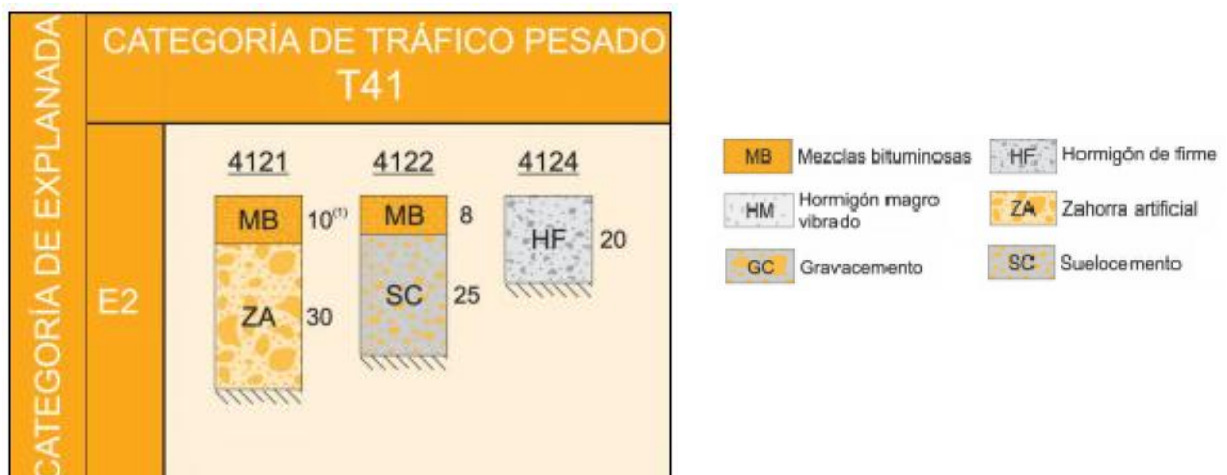 CATEGORÍA DE EXPLANADA
CATEGORÍA DE TRÁFICO PESADO
T41
E2
4121
4122
4124
MB 10(1)
ZA 30
MB 8
SC 25
HF 20
MB Mezclas bituminosas
HF Hormigón de firme
HM Hormigón magro
vibrado
ZA Zahorra artificial
GC Gravacemento
SC Suelocemento